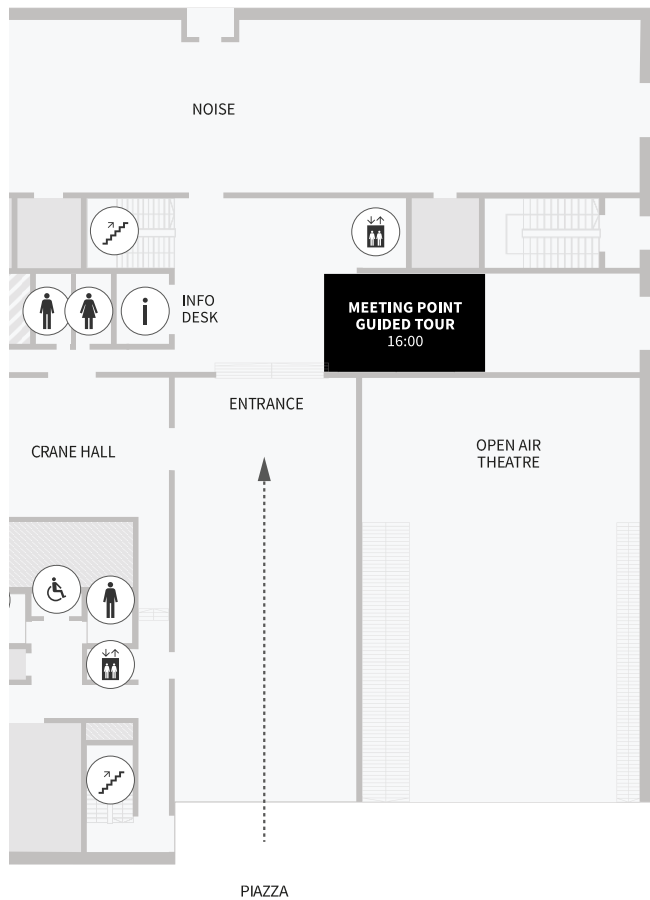 NOISE
INFO
DESK
MEETING POINT
GUIDED TOUR
16:00
ENTRANCE
CRANE HALL
OPEN AIR
THEATRE
PIAZZA